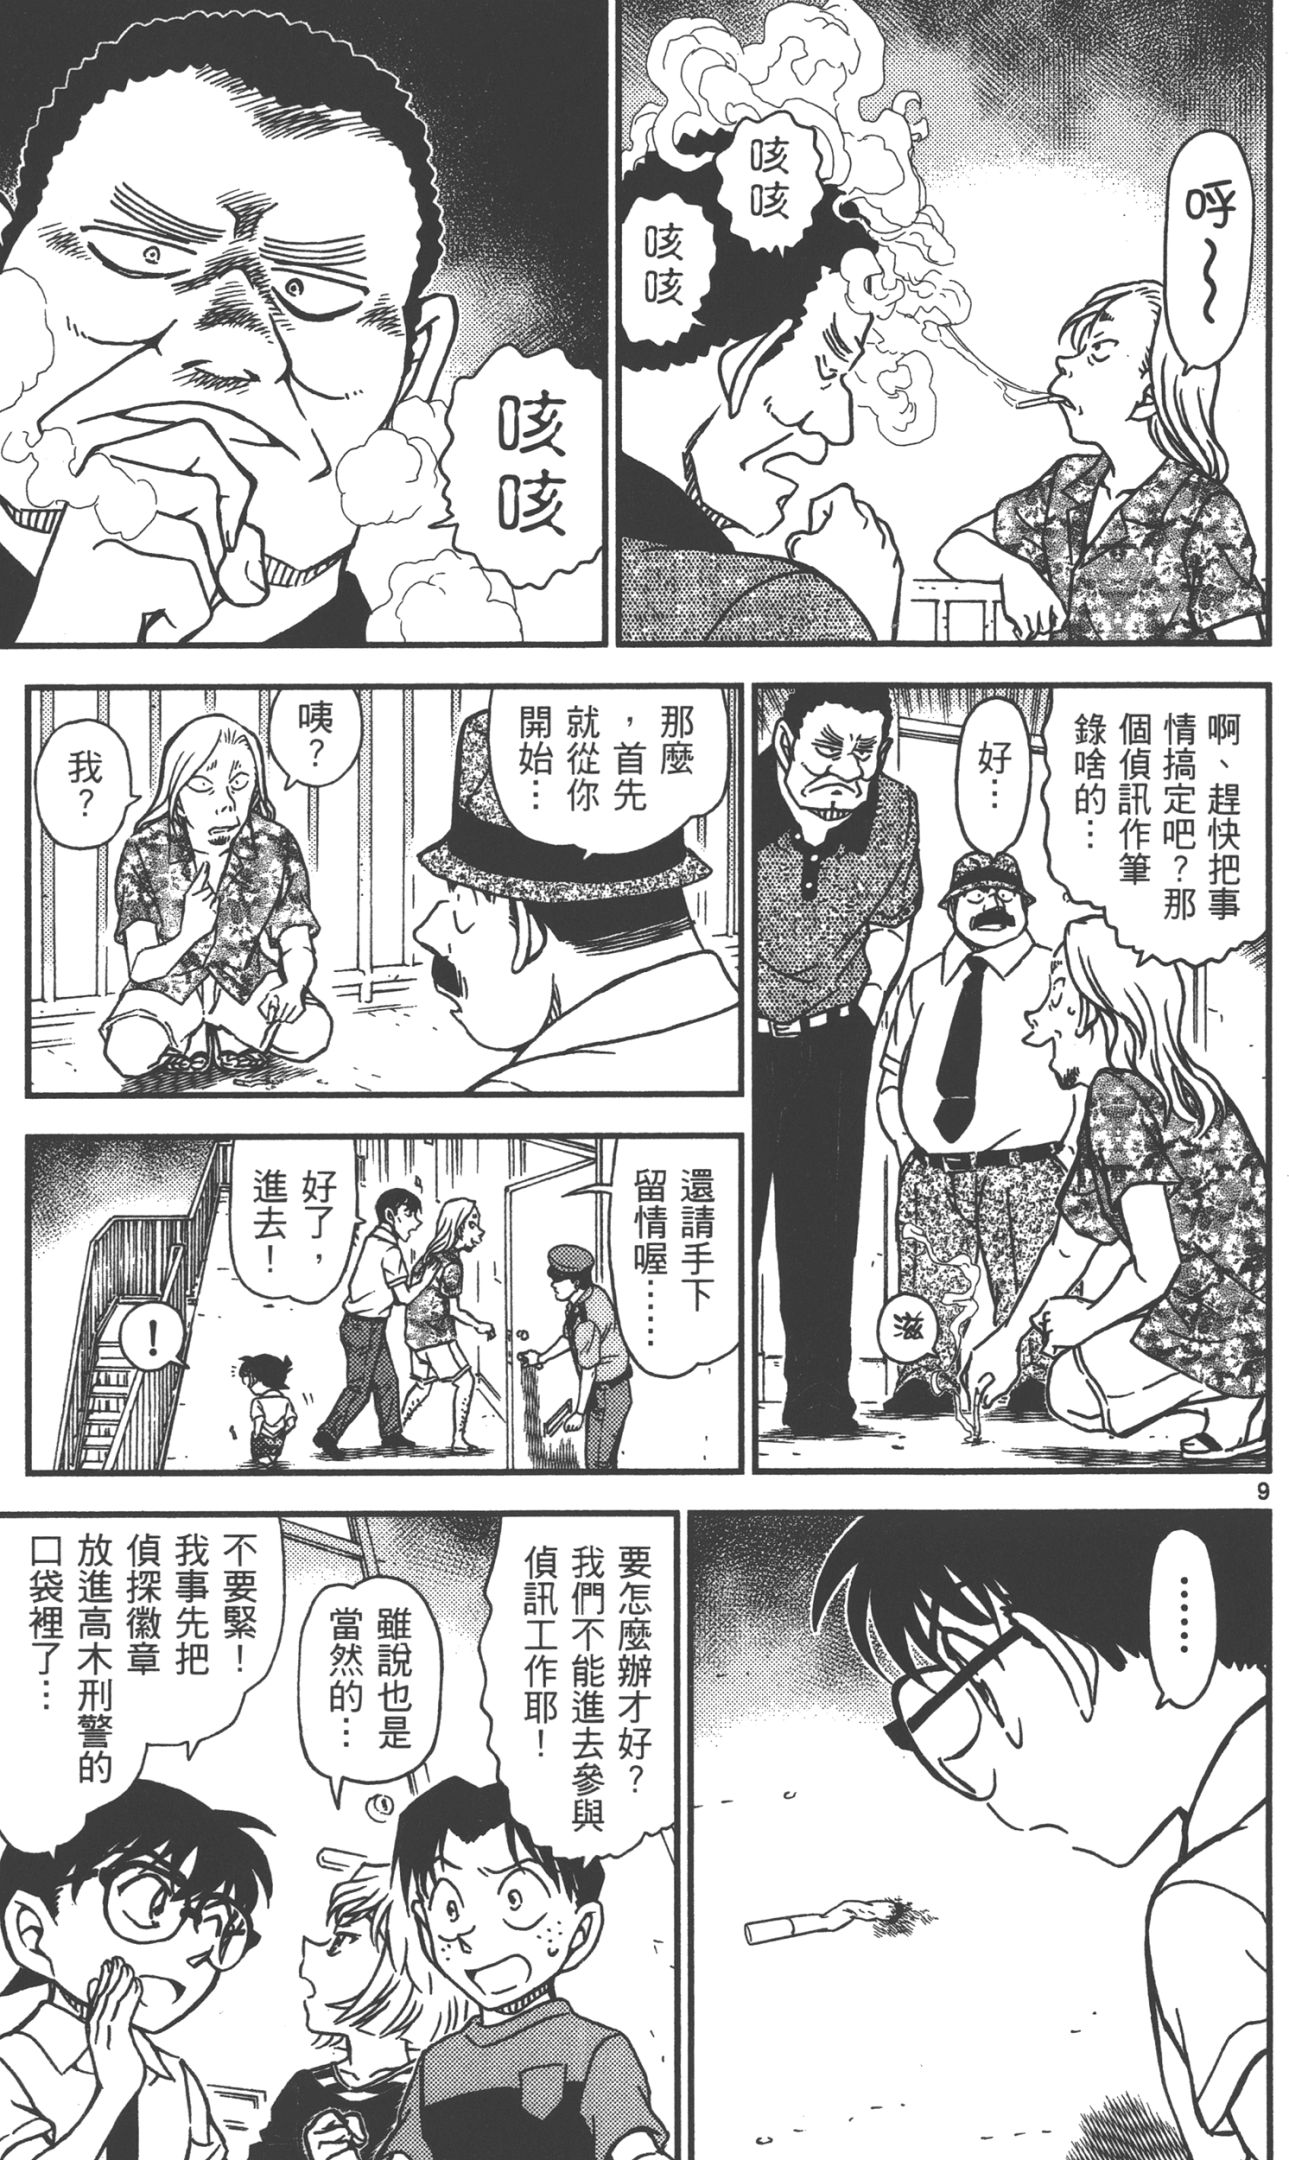 呼~
咳
咳
咳
咳
咳
咳
啊、趕快把事
情搞定吧？那
個偵訊作筆
錄啥的…
好…
滋
那麼
，首先
就從你
開始…
咦？
我？
還請手下
留情喔……
好了，
進去！
！
9
……
要怎麼辦才好？
我們不能進去參與
偵訊工作耶！
雖說也是
當然的…
不要緊！
我事先把
偵探徽章
放進高木刑警的
口袋裡了…